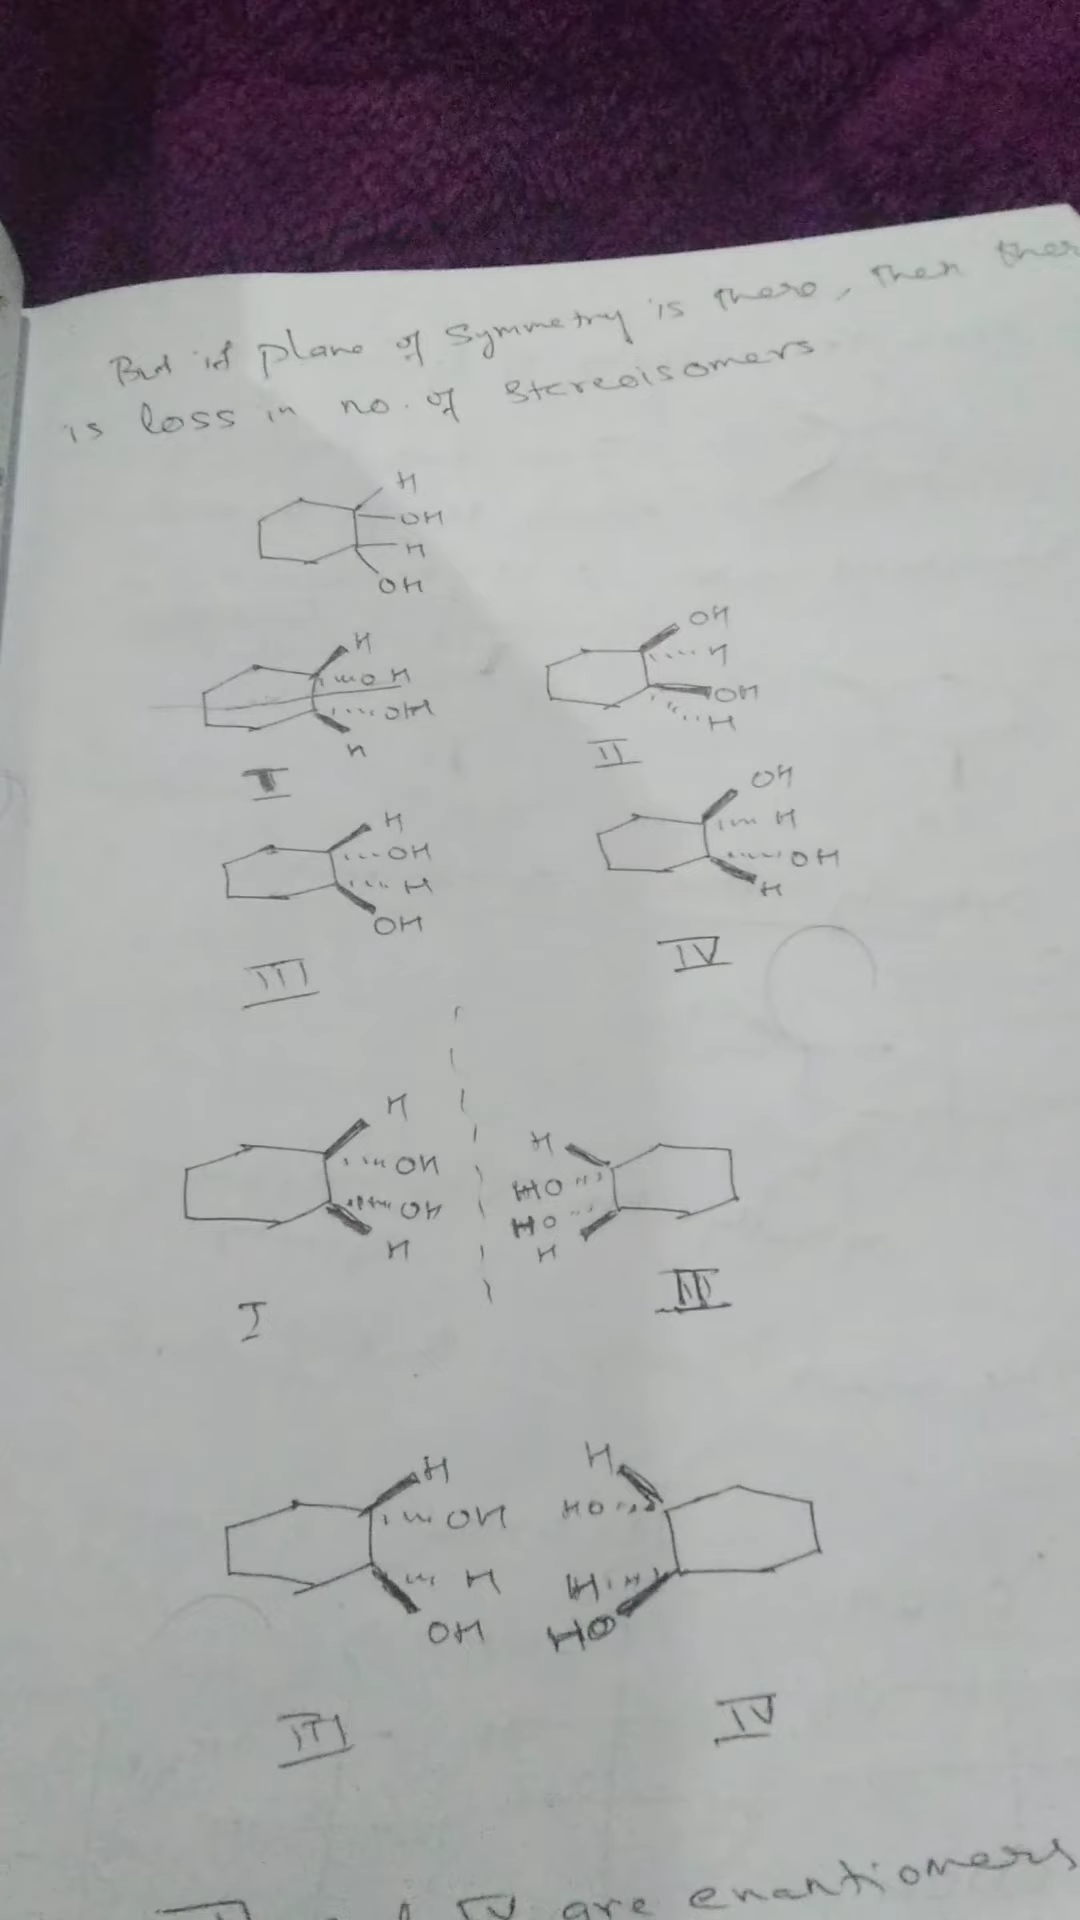 But if plane of symmetry is there, then ther
is loss in no. of stereoisomers
H
OH
H
OH
H
OH
OH
H
I
OH
H
OH
H
II
H
OH
H
OH
III
OH
H
OH
H
IV
H
OH
OH
H
I
H
HO
HO
H
H
OH
H
OH
III
H
HO
H
HO
IV
IV are enantiomers